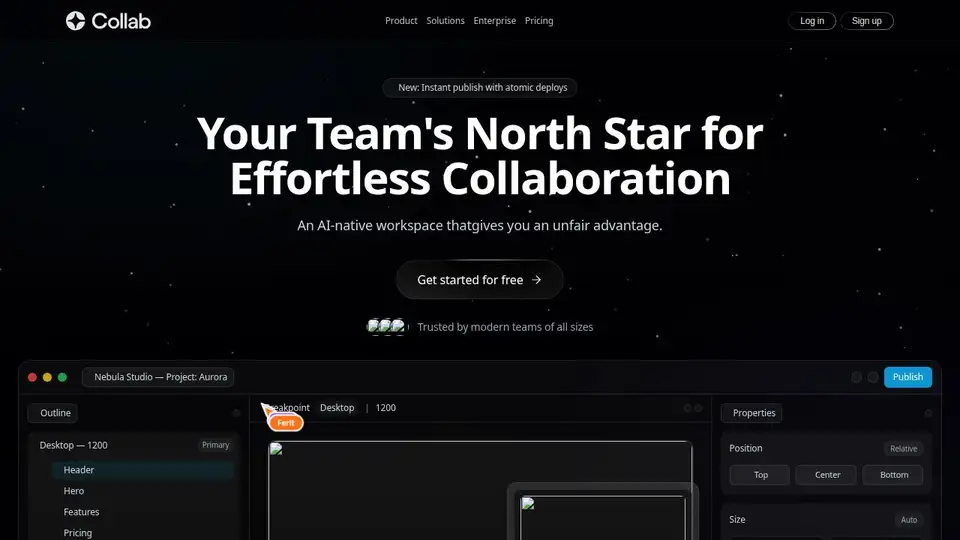 Collab
Product Solutions Enterprise Pricing
Log in Sign up
New: Instant publish with atomic deploys
Your Team's North Star for
Effortless Collaboration
An AI-native workspace thatgives you an unfair advantage.
Get started for free →
Trusted by modern teams of all sizes
Nebula Studio — Project: Aurora
Publish
Outline
Desktop — 1200 Primary
Header
Hero
Features
Pricing
eakpoint Desktop | 1200
Ferit
Properties
Position Relative
Top Center Bottom
Size Auto